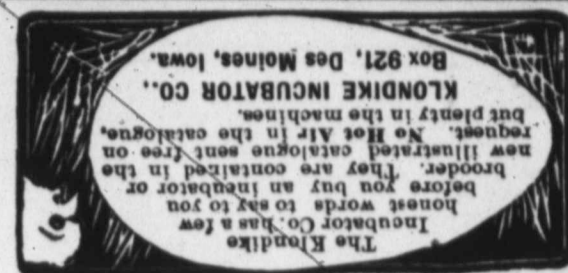 The Klondike
Incubator Co. has a few
honest words to say to you
before you buy an incubator or
brooder. They are contained in the
new illustrated catalogue sent free on
request. No Hot Air in the catalogue,
but plenty in the machines.
KLONDIKE INCUBATOR CO.,
Box 921, Des Moines, Iowa.